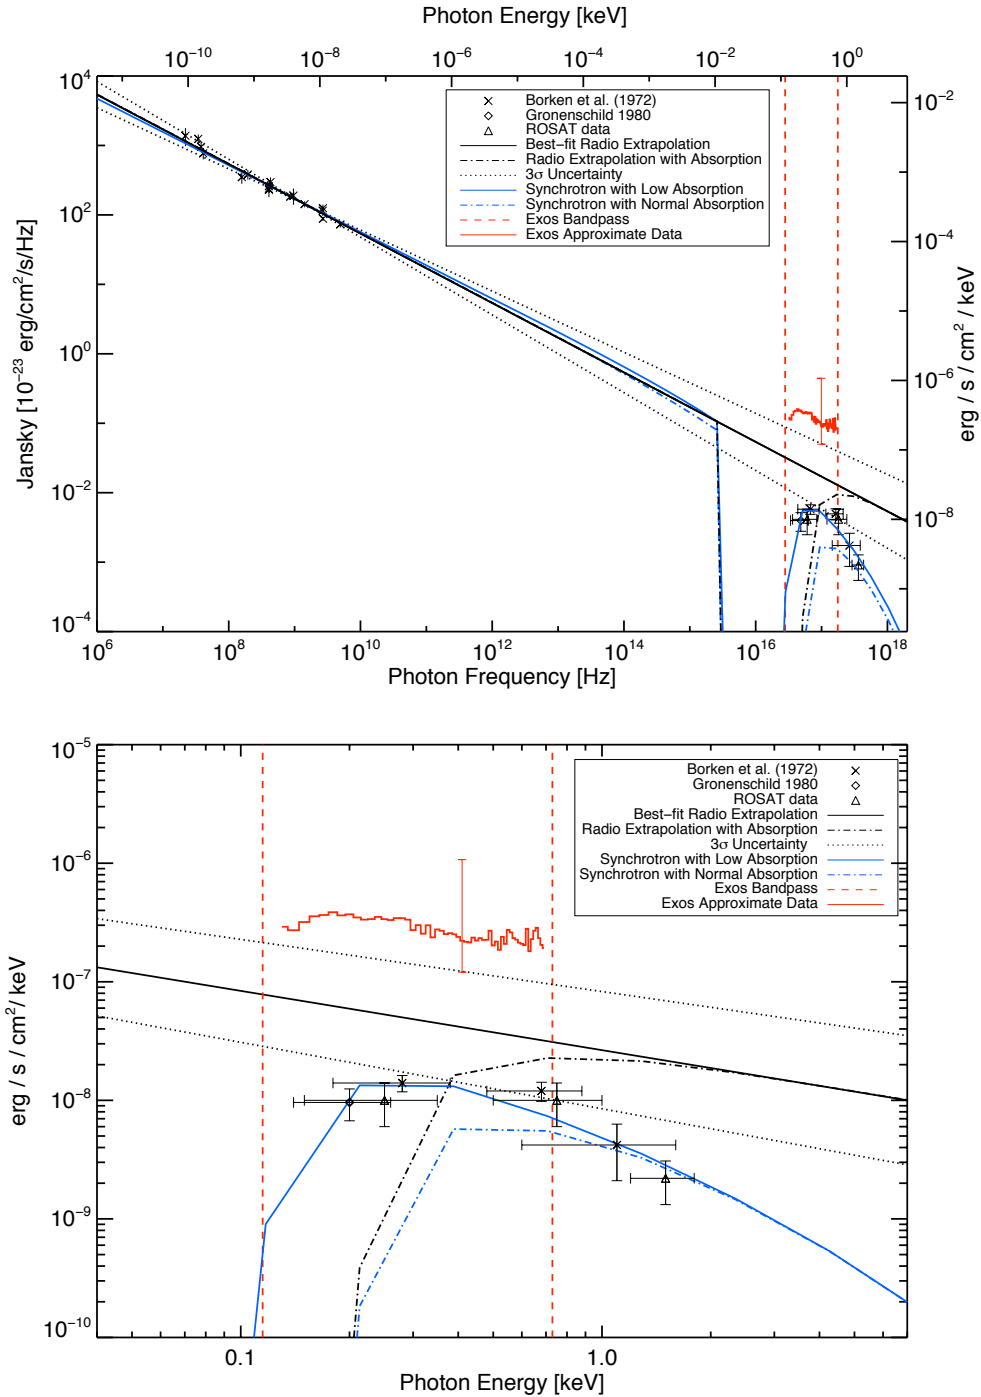 Photon Energy [keV]
10^-10 10^-8 10^-6 10^-4 10^-2 10^0
10^4
10^2
10^0
10^-2
10^-4
Jansky [10^-23 erg/cm2/s/Hz]
Borken et al. (1972)
Gronenschild 1980
ROSAT data
Best-fit Radio Extrapolation
Radio Extrapolation with Absorption
3σ Uncertainty
Synchrotron with Low Absorption
Synchrotron with Normal Absorption
Exos Bandpass
Exos Approximate Data
10^-2
10^-4
10^-6
10^-8
erg / s / cm^2 / keV
10^6 10^8 10^10 10^12 10^14 10^16 10^18
Photon Frequency [Hz]
10^-5
10^-6
10^-7
10^-8
10^-9
10^-10
erg / s / cm^2/ keV
Borken et al. (1972)
Gronenschild 1980
ROSAT data
Best-fit Radio Extrapolation
Radio Extrapolation with Absorption
3σ Uncertainty
Synchrotron with Low Absorption
Synchrotron with Normal Absorption
Exos Bandpass
Exos Approximate Data
0.1 1.0
Photon Energy [keV]